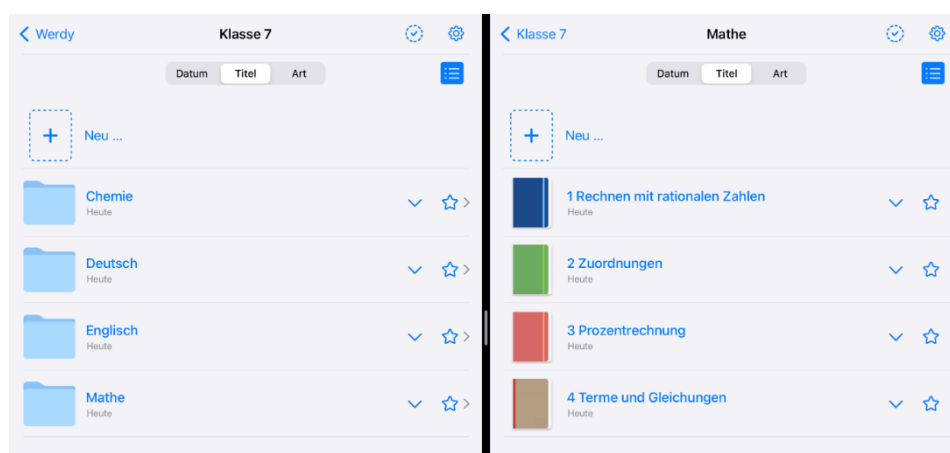 Werdy
Klasse 7
Datum
Titel
Art
Neu ...
Chemie
Heute
Deutsch
Heute
Englisch
Heute
Mathe
Heute
Klasse 7
Mathe
Datum
Titel
Art
Neu ...
1 Rechnen mit rationalen Zahlen
Heute
2 Zuordnungen
Heute
3 Prozentrechnung
Heute
4 Terme und Gleichungen
Heute